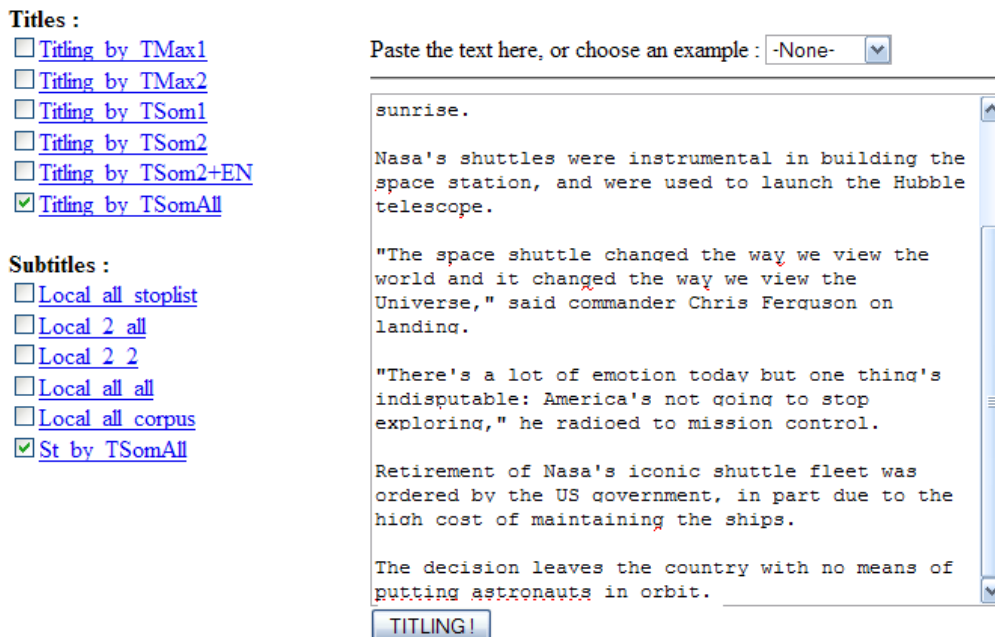 Titles :
Titling_by_TMax1
Titling_by_TMax2
Titling_by_TSom1
Titling_by_TSom2
Titling_by_TSom2+EN
Titling_by_TSomAll
Subtitles :
Local_all_stoplist
Local_2_all
Local_2_2
Local_all_all
Local_all_corpus
St_by_TSomAll
Paste the text here, or choose an example : -None-
sunrise.
Nasa's shuttles were instrumental in building the
space station, and were used to launch the Hubble
telescope.
"The space shuttle changed the way we view the
world and it changed the way we view the
Universe," said commander Chris Ferguson on
landing.
"There's a lot of emotion today but one thing's
indisputable: America's not going to stop
exploring," he radioed to mission control.
Retirement of Nasa's iconic shuttle fleet was
ordered by the US government, in part due to the
high cost of maintaining the ships.
The decision leaves the country with no means of
putting astronauts in orbit.
TITLING !